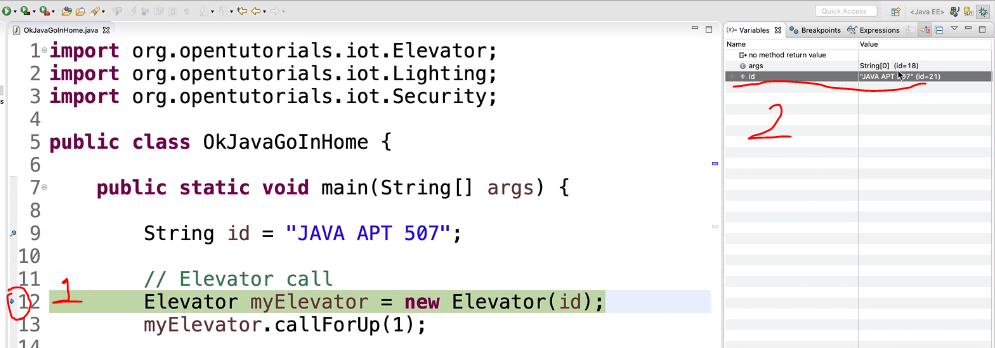 Quick Access
<Java EE>
OkJavaGoInHome.java
1 import org.opentutorials.iot.Elevator;
2 import org.opentutorials.iot.Lighting;
3 import org.opentutorials.iot.Security;
4
5 public class OkJavaGoInHome {
6
7 public static void main(String[] args) {
8
9 String id = "JAVA APT 507";
10
11 // Elevator call
12 Elevator myElevator = new Elevator(id);
13 myElevator.callForUp(1);
1
(x)= Variables Breakpoints Expressions
Name Value
no method return value
args String[0] (id=18)
id "JAVA APT 507" (id=21)
2